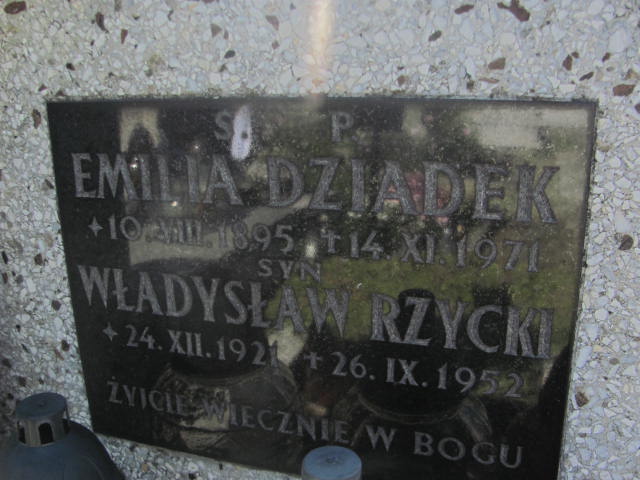 Ś P.
EMILIA DZIADEK
*10.VIII.1895 +14.XI.1971
SYN
WŁADYSŁAW RZYCKI
*24.XII.1921 +26.IX.1952
ŻYJCIE WIECZNIE W BOGU